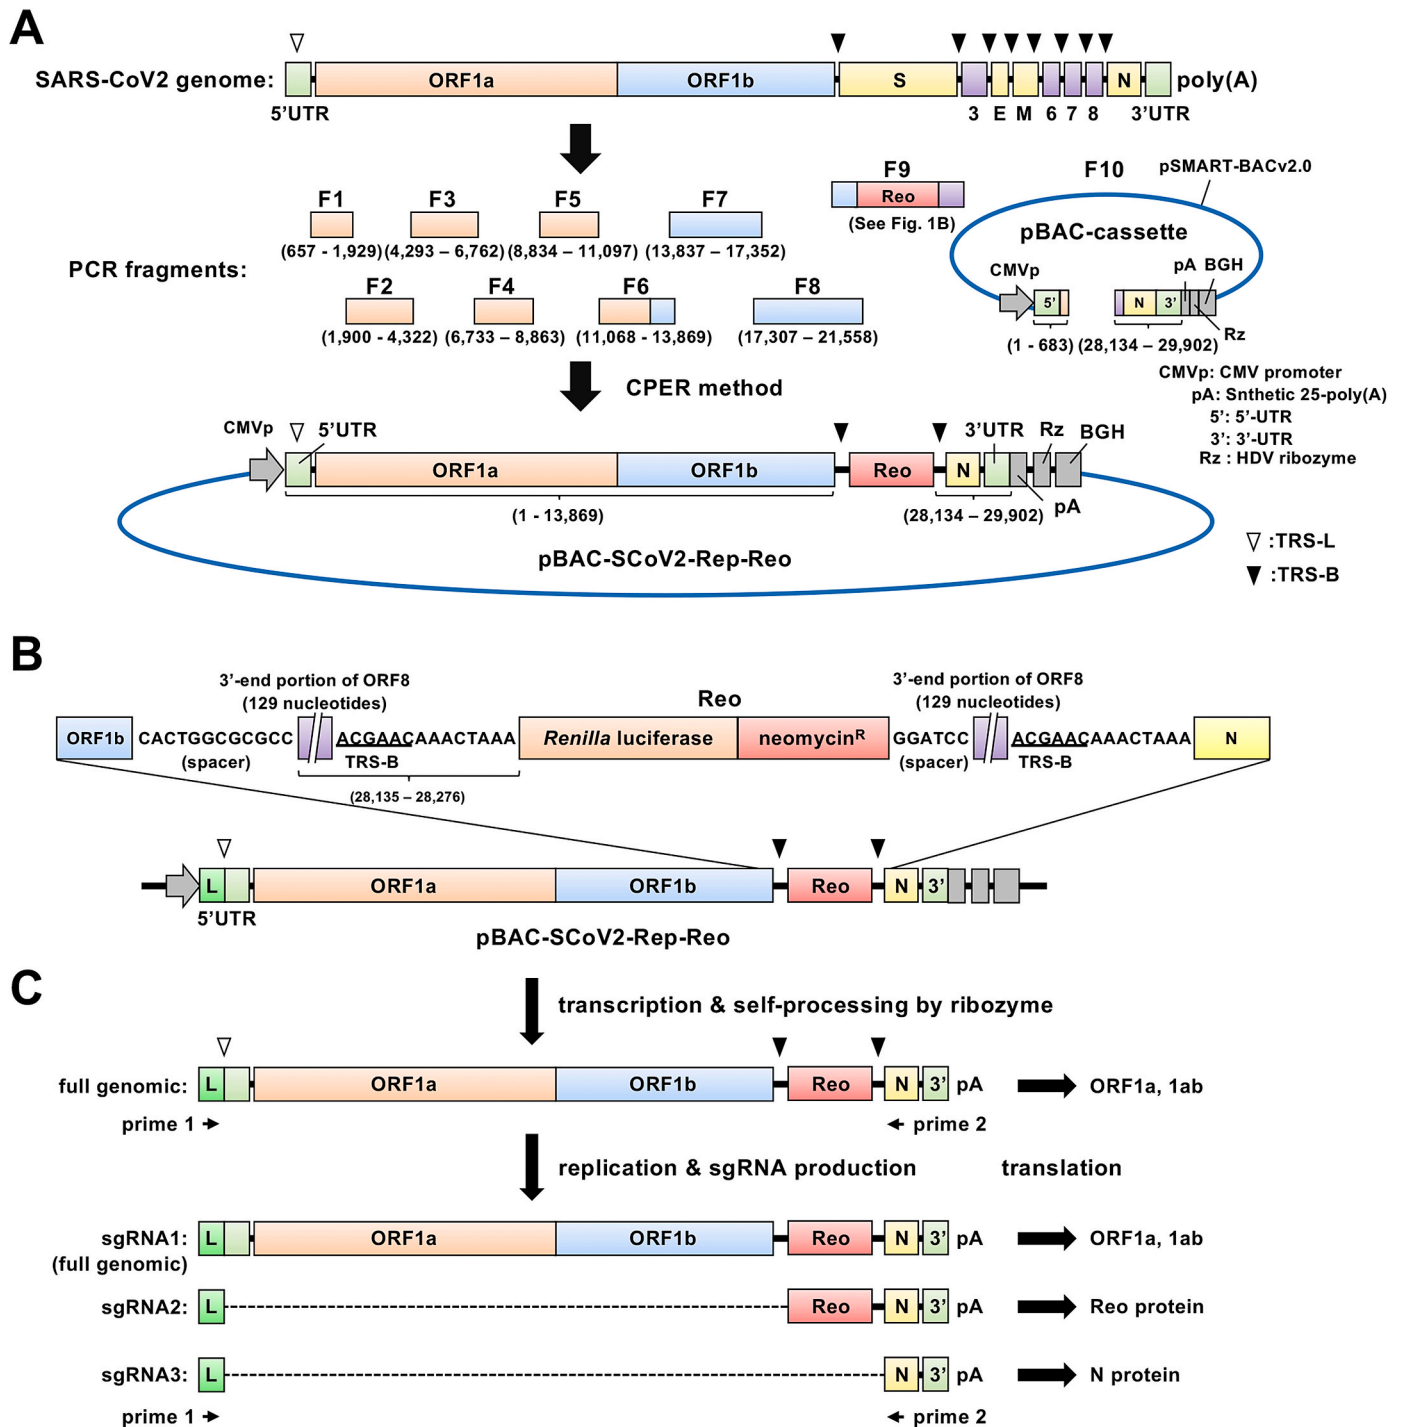 A
SARS-CoV2 genome:
ORF1a
ORF1b
S
N
poly(A)
5’UTR
3
E
M
6
7
8
3’UTR
F1
F3
F5
F7
F9
F10
pSMART-BACv2.0
Reo
(657 - 1,929)
(4,293 – 6,762)
(8,834 – 11,097)
(13,837 – 17,352)
(See Fig. 1B)
pBAC-cassette
PCR fragments:
CMVp
pA
BGH
F2
F4
F6
F8
5’
N
3’
Rz
(1,900 - 4,322)
(6,733 – 8,863)
(11,068 - 13,869)
(17,307 – 21,558)
(1 - 683)
(28,134 – 29,902)
CPER method
CMVp: CMV promoter
pA: Snthetic 25-poly(A)
5’: 5’-UTR
3’: 3’-UTR
Rz : HDV ribozyme
CMVp
5’UTR
3’UTR
Rz
BGH
ORF1a
ORF1b
Reo
N
pA
(1 - 13,869)
(28,134 – 29,902)
pBAC-SCoV2-Rep-Reo
:TRS-L
:TRS-B
B
3’-end portion of ORF8
(129 nucleotides)
Reo
3’-end portion of ORF8
(129 nucleotides)
ORF1b
CACTGGCGCGCC
ACGAACAAACTAAA
Renilla luciferase
neomycinR
GGATCC
ACGAACAAACTAAA
N
(spacer)
TRS-B
(spacer)
TRS-B
(28,135 – 28,276)
L
ORF1a
ORF1b
Reo
N
3’
5’UTR
pBAC-SCoV2-Rep-Reo
C
transcription & self-processing by ribozyme
full genomic:
L
ORF1a
ORF1b
Reo
N
3’
pA
ORF1a, 1ab
prime 1
prime 2
replication & sgRNA production
translation
sgRNA1:
(full genomic)
L
ORF1a
ORF1b
Reo
N
3’
pA
ORF1a, 1ab
sgRNA2:
L
Reo
N
3’
pA
Reo protein
sgRNA3:
L
N
3’
pA
N protein
prime 1
prime 2